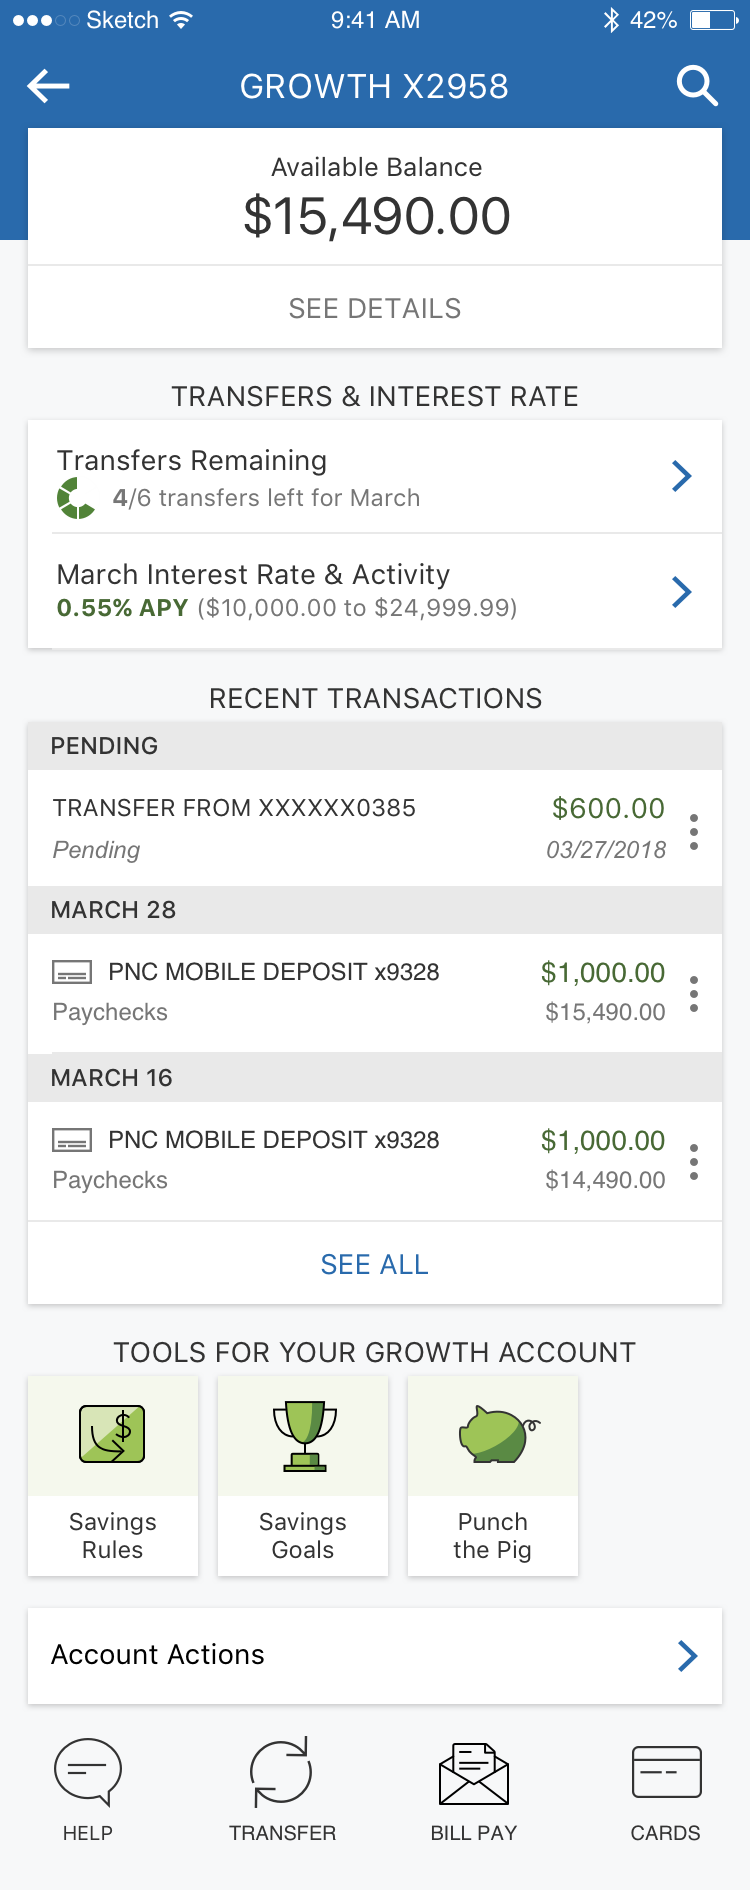 Sketch 9:41 AM 42%
GROWTH X2958
Available Balance
$15,490.00
SEE DETAILS
TRANSFERS & INTEREST RATE
Transfers Remaining
4/6 transfers left for March
March Interest Rate & Activity
0.55% APY ($10,000.00 to $24,999.99)
RECENT TRANSACTIONS
PENDING
TRANSFER FROM XXXXXX0385 $600.00
Pending 03/27/2018
MARCH 28
PNC MOBILE DEPOSIT x9328 $1,000.00
Paychecks $15,490.00
MARCH 16
PNC MOBILE DEPOSIT x9328 $1,000.00
Paychecks $14,490.00
SEE ALL
TOOLS FOR YOUR GROWTH ACCOUNT
$
Savings Savings Punch
Rules Goals the Pig
Account Actions
HELP TRANSFER BILL PAY CARDS